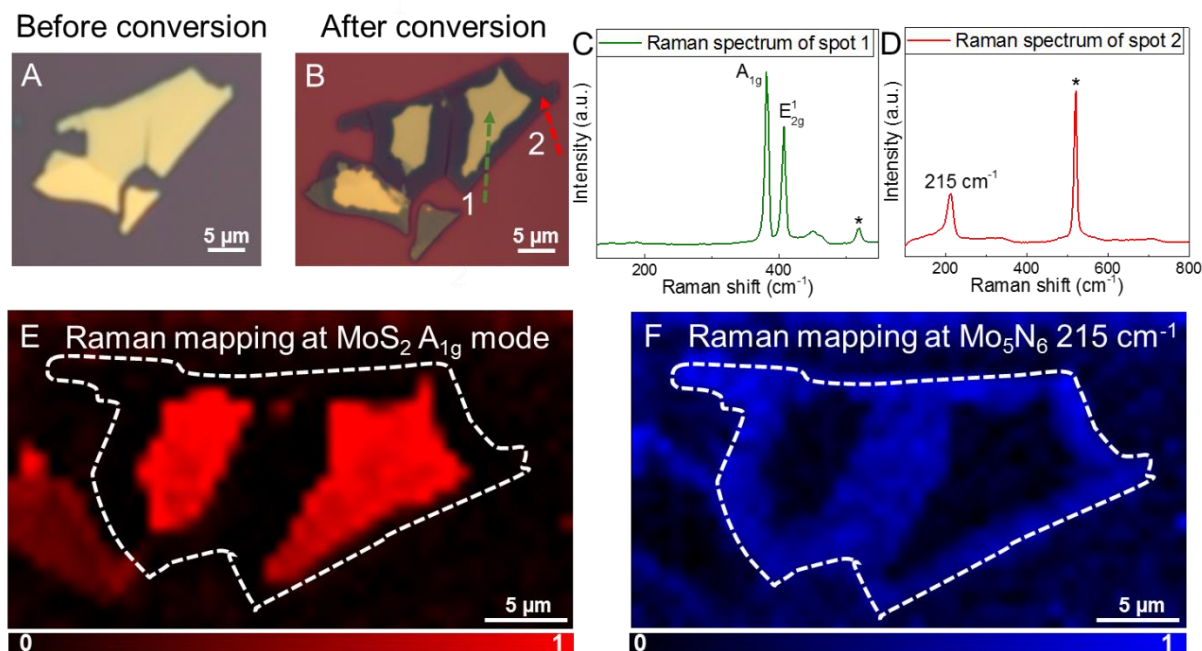 Before conversion
After conversion
A
5 µm
B
1
2
5 µm
C
Raman spectrum of spot 1
A1g
E12g
*
Intensity (a.u.)
200
400
Raman shift (cm-1)
D
Raman spectrum of spot 2
*
215 cm-1
Intensity (a.u.)
200
400
600
800
Raman shift (cm-1)
E Raman mapping at MoS2 A1g mode
5 µm
0
1
F Raman mapping at Mo5N6 215 cm-1
5 µm
0
1